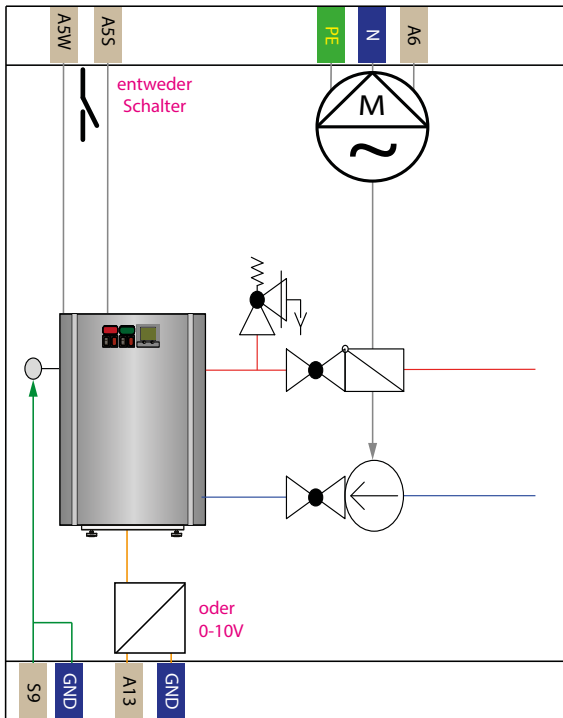 A5W
A5S
PE
N
A6
entweder
Schalter
M
oder
0-10V
S9
GND
A13
GND